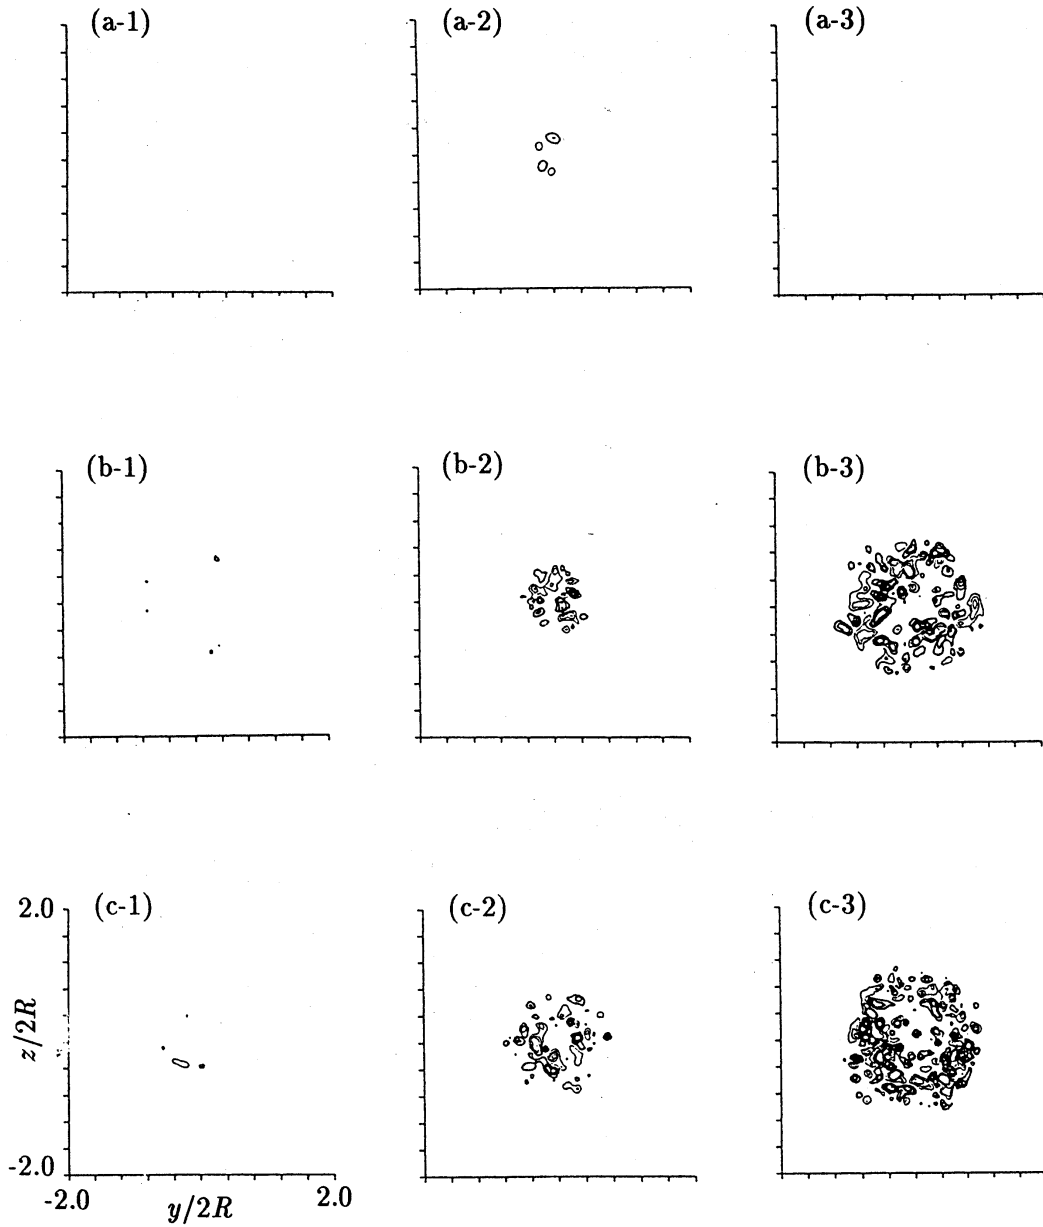 (a-1)
(a-2)
(a-3)
(b-1)
(b-2)
(b-3)
(c-1)
(c-2)
(c-3)
2.0
z/2R
-2.0
-2.0
y/2R
2.0